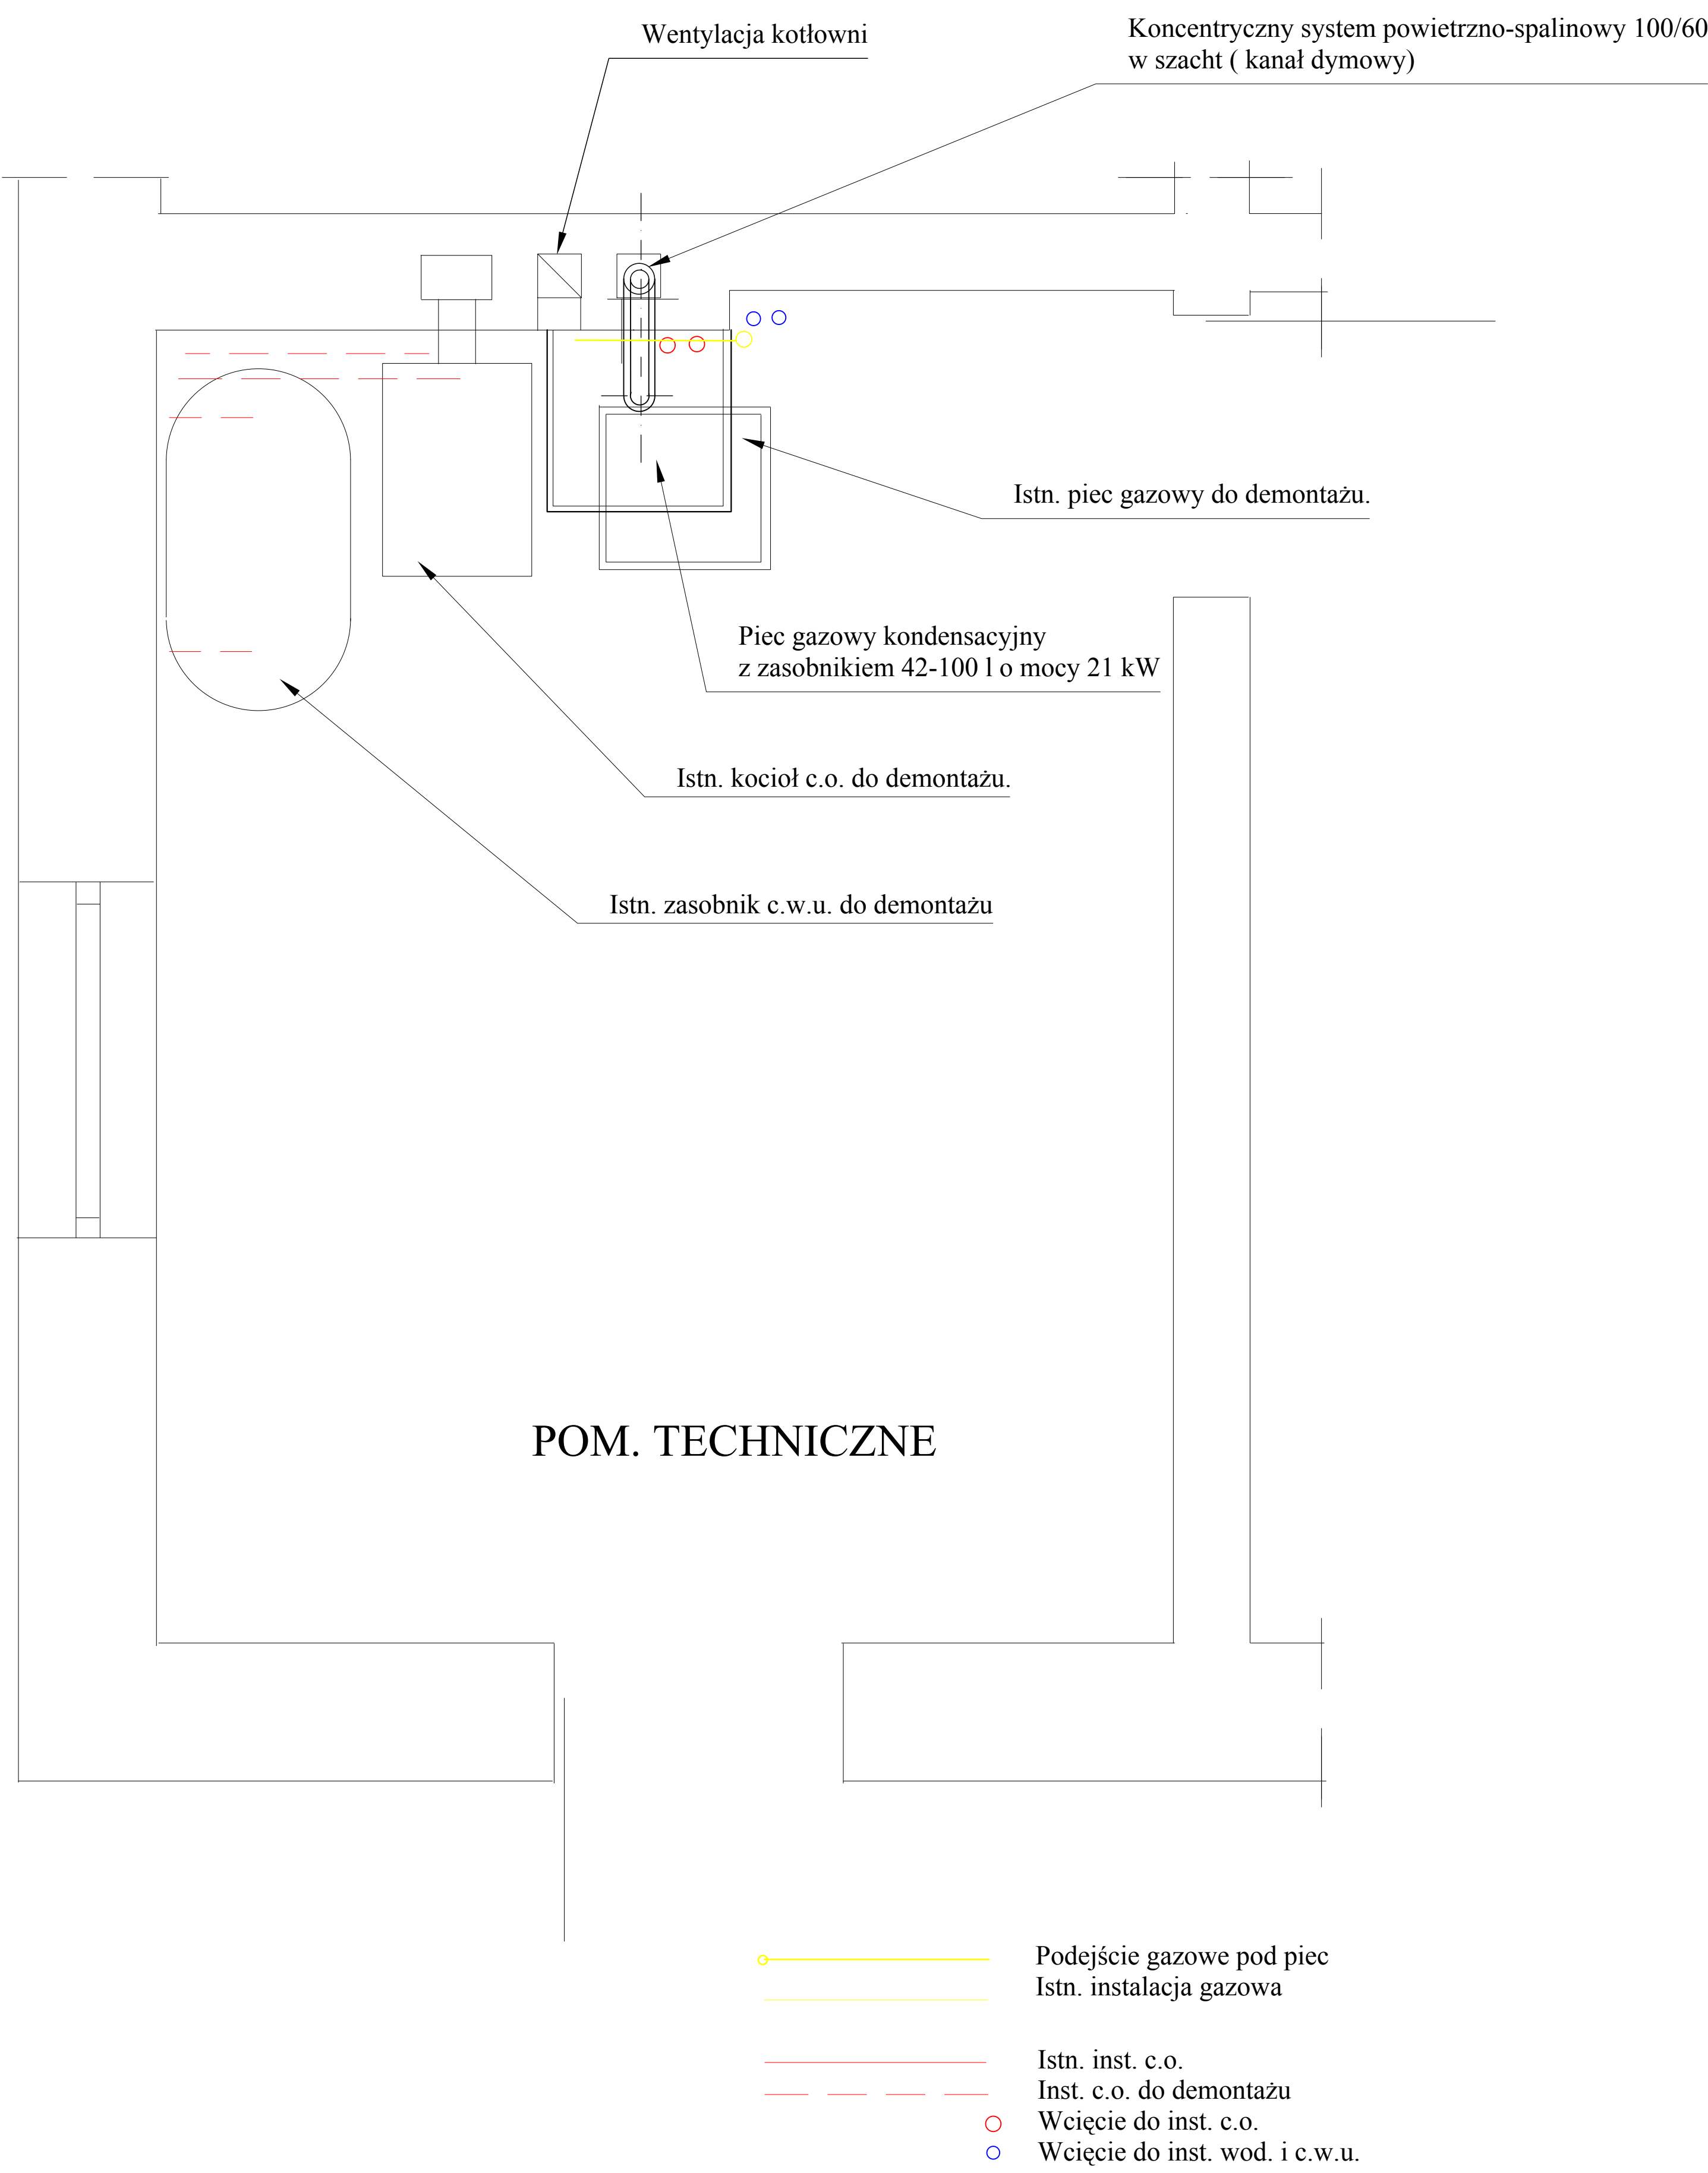 Wentylacja kotłowni
Koncentryczny system powietrzno-spalinowy 100/60
w szacht ( kanał dymowy)
Istn. piec gazowy do demontażu.
Piec gazowy kondensacyjny
z zasobnikiem 42-100 l o mocy 21 kW
Istn. kocioł c.o. do demontażu.
Istn. zasobnik c.w.u. do demontażu
POM. TECHNICZNE
Podejście gazowe pod piec
Istn. instalacja gazowa
Istn. inst. c.o.
Inst. c.o. do demontażu
Wcięcie do inst. c.o.
Wcięcie do inst. wod. i c.w.u.